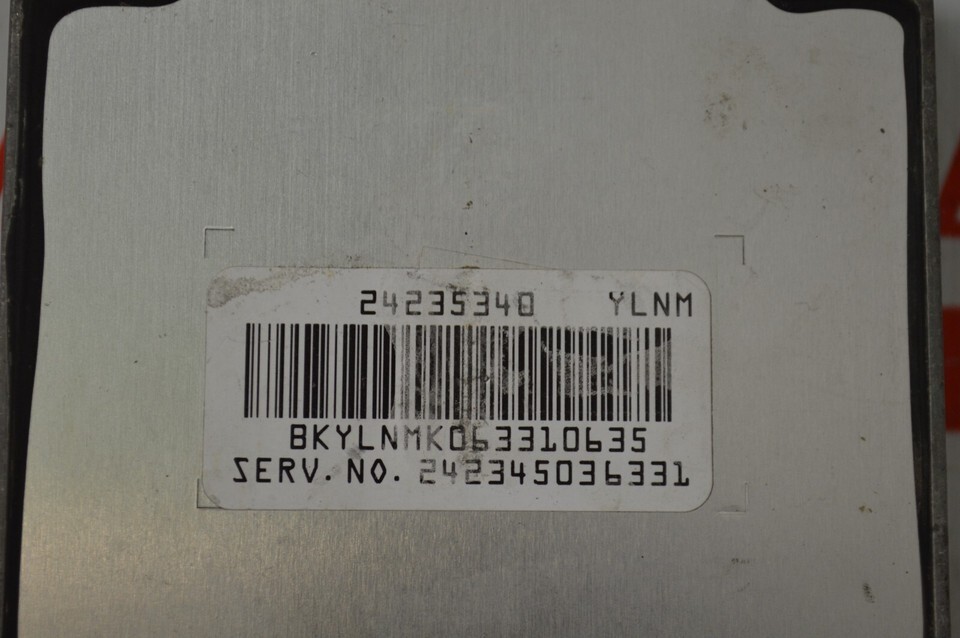 24235340 YLNM
BKYLNMK063310635
SERV. NO. 242345036331